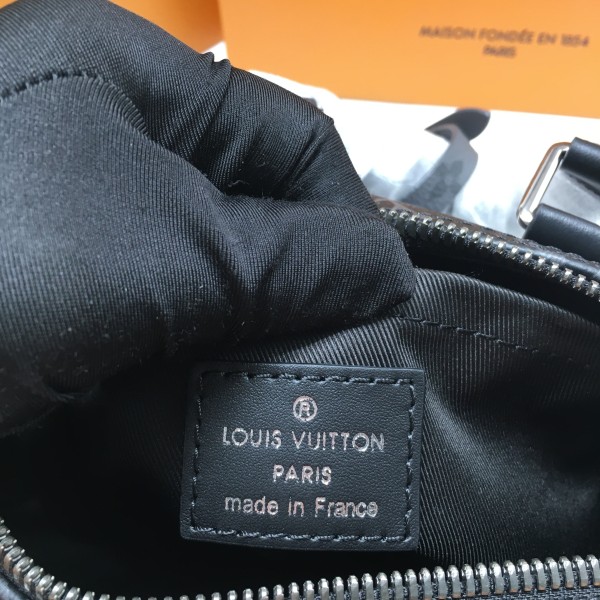 MAISON FONDÉE EN 1854
PARIS
®
LOUIS VUITTON
PARIS
made in France